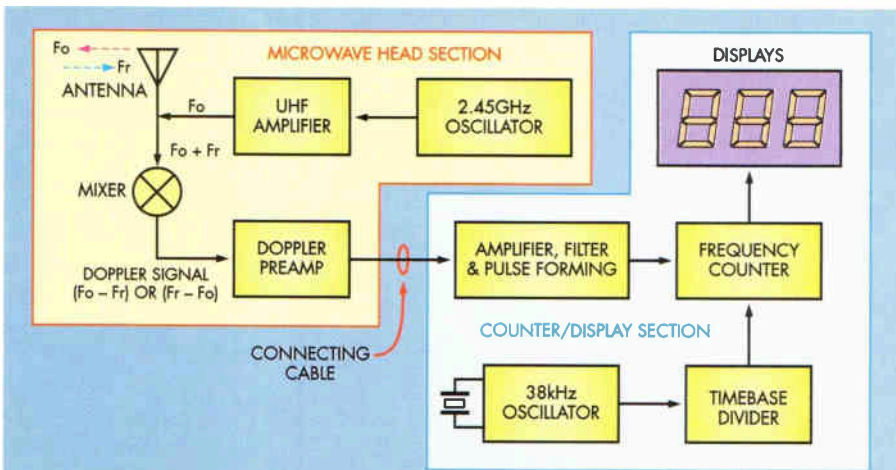 MICROWAVE HEAD SECTION
Fo
Fr
ANTENNA
Fo
UHF
AMPLIFIER
2.45GHz
OSCILLATOR
Fo + Fr
MIXER
DOPPLER SIGNAL
(Fo – Fr) OR (Fr – Fo)
DOPPLER
PREAMP
CONNECTING
CABLE
DISPLAYS
888
AMPLIFIER, FILTER
& PULSE FORMING
FREQUENCY
COUNTER
COUNTER/DISPLAY SECTION
38kHz
OSCILLATOR
TIMEBASE
DIVIDER